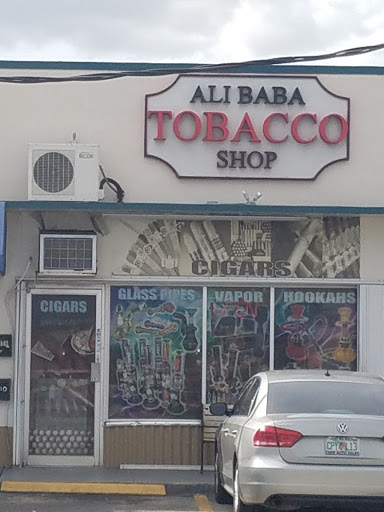 ALI BABA
TOBACCO
SHOP
CIGARS
CIGARS
GLASS PIPES
VAPOR
HOOKAHS